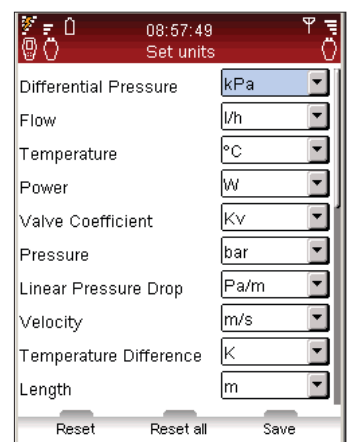 08:57:49
Set units
Differential Pressure kPa
Flow l/h
Temperature °C
Power W
Valve Coefficient Kv
Pressure bar
Linear Pressure Drop Pa/m
Velocity m/s
Temperature Difference K
Length m
Reset Reset all Save